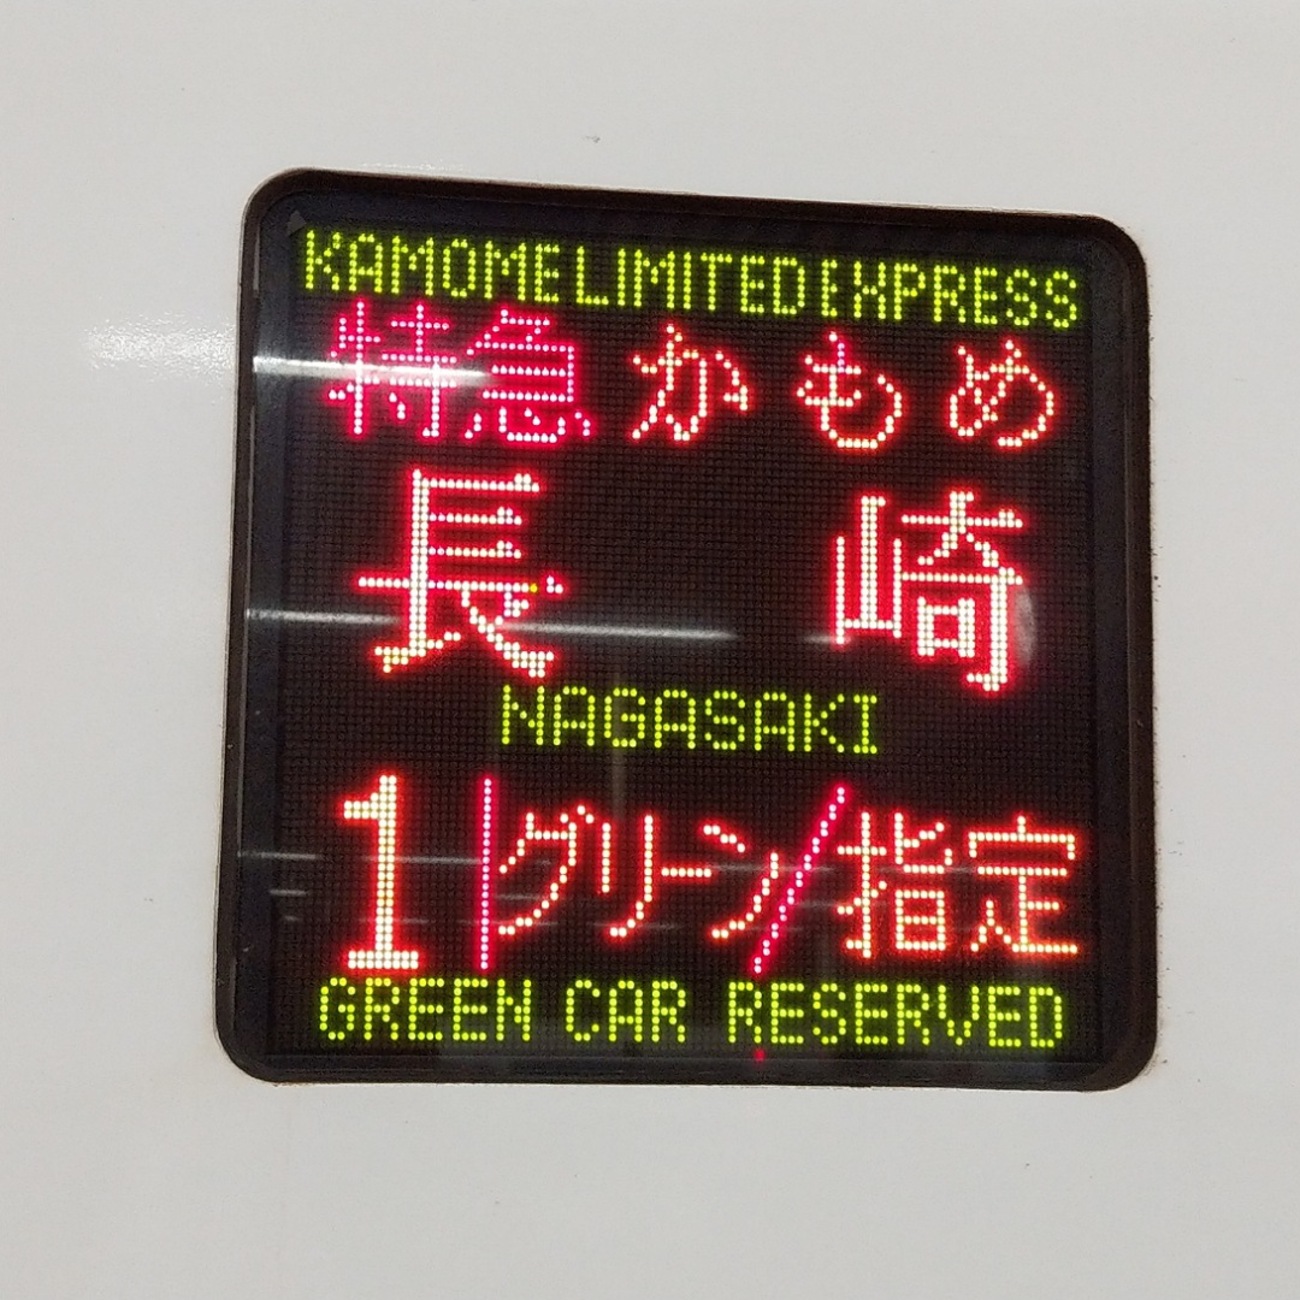 KAMOME LIMITED EXPRESS
特急かもめ
長崎
NAGASAKI
1|グリーン/指定
GREEN CAR RESERVED